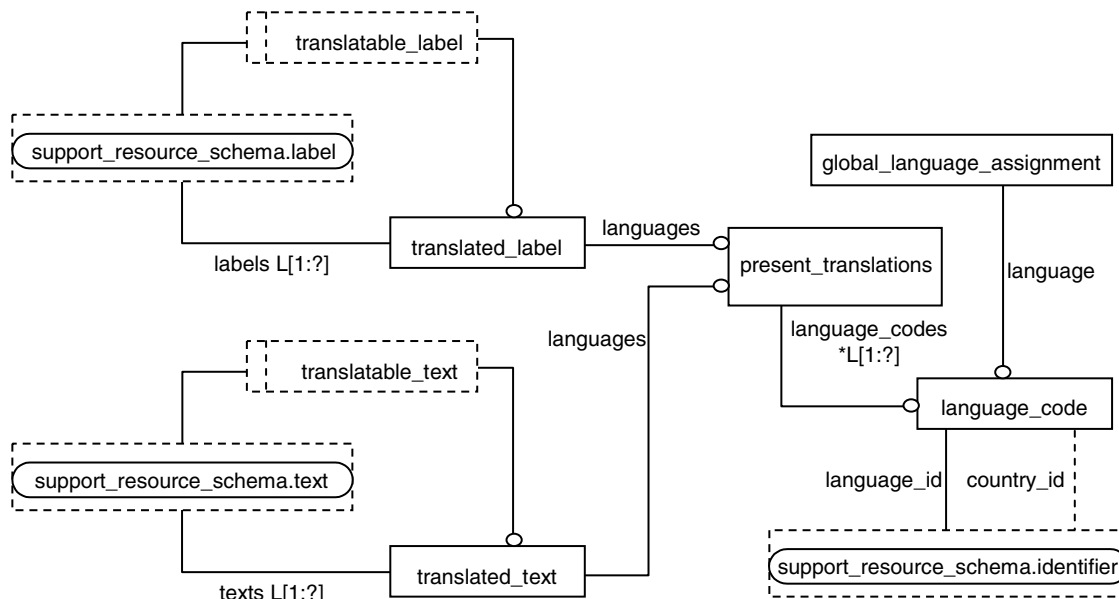 translatable_label
support_resource_schema.label
global_language_assignment
translated_label
languages
labels L[1:?]
present_translations
language
languages
language_codes
*L[1:?]
translatable_text
language_code
support_resource_schema.text
language_id
country_id
translated_text
support_resource_schema.identifier
texts L[1:?]